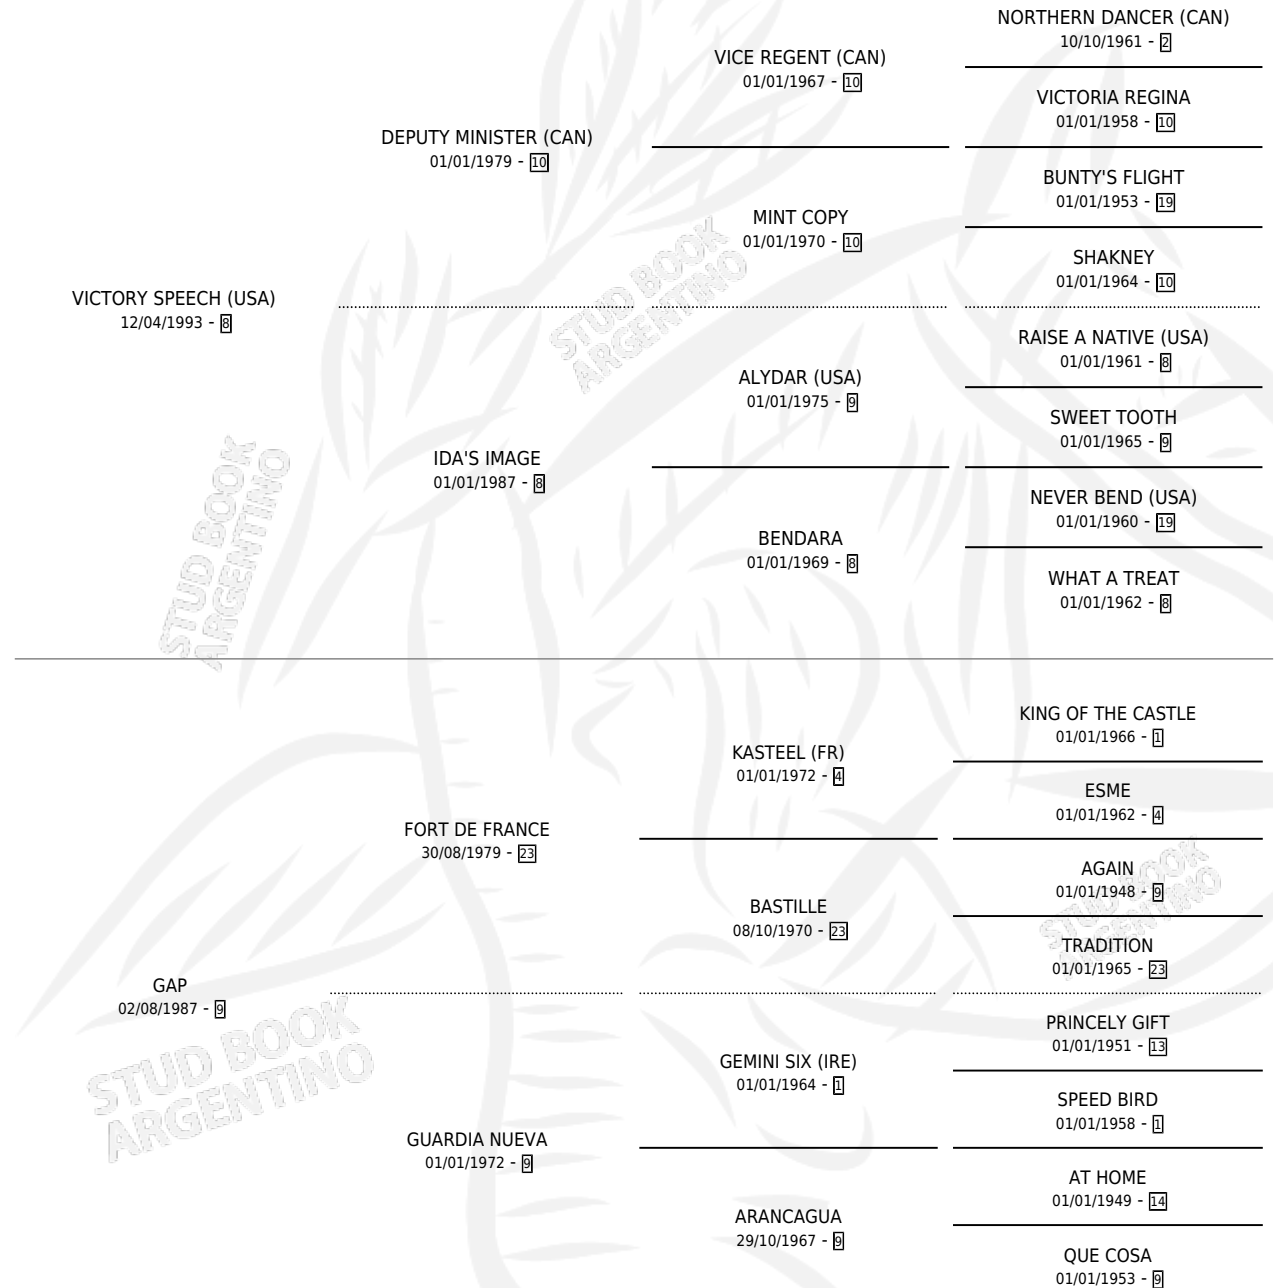 NORTHERN DANCER (CAN)
10/10/1961 - 2
VICE REGENT (CAN)
01/01/1967 - 10
VICTORIA REGINA
01/01/1958 - 10
DEPUTY MINISTER (CAN)
01/01/1979 - 10
BUNTY'S FLIGHT
01/01/1953 - 19
MINT COPY
01/01/1970 - 10
SHAKNEY
01/01/1964 - 10
VICTORY SPEECH (USA)
12/04/1993 - 8
RAISE A NATIVE (USA)
01/01/1961 - 8
ALYDAR (USA)
01/01/1975 - 9
SWEET TOOTH
01/01/1965 - 9
IDA'S IMAGE
01/01/1987 - 8
NEVER BEND (USA)
01/01/1960 - 19
BENDARA
01/01/1969 - 8
WHAT A TREAT
01/01/1962 - 8
KING OF THE CASTLE
01/01/1966 - 1
KASTEEL (FR)
01/01/1972 - 4
ESME
01/01/1962 - 4
FORT DE FRANCE
30/08/1979 - 23
AGAIN
01/01/1948 - 9
BASTILLE
08/10/1970 - 23
TRADITION
01/01/1965 - 23
GAP
02/08/1987 - 9
PRINCELY GIFT
01/01/1951 - 13
GEMINI SIX (IRE)
01/01/1964 - 1
SPEED BIRD
01/01/1958 - 1
GUARDIA NUEVA
01/01/1972 - 9
AT HOME
01/01/1949 - 14
ARANCAGUA
29/10/1967 - 9
QUE COSA
01/01/1953 - 9
STUD BOOK
ARGENTINO
STUD BOOK
ARGENTINO
STUD BOOK
ARGENTINO
STUD BOOK
ARGENTINO